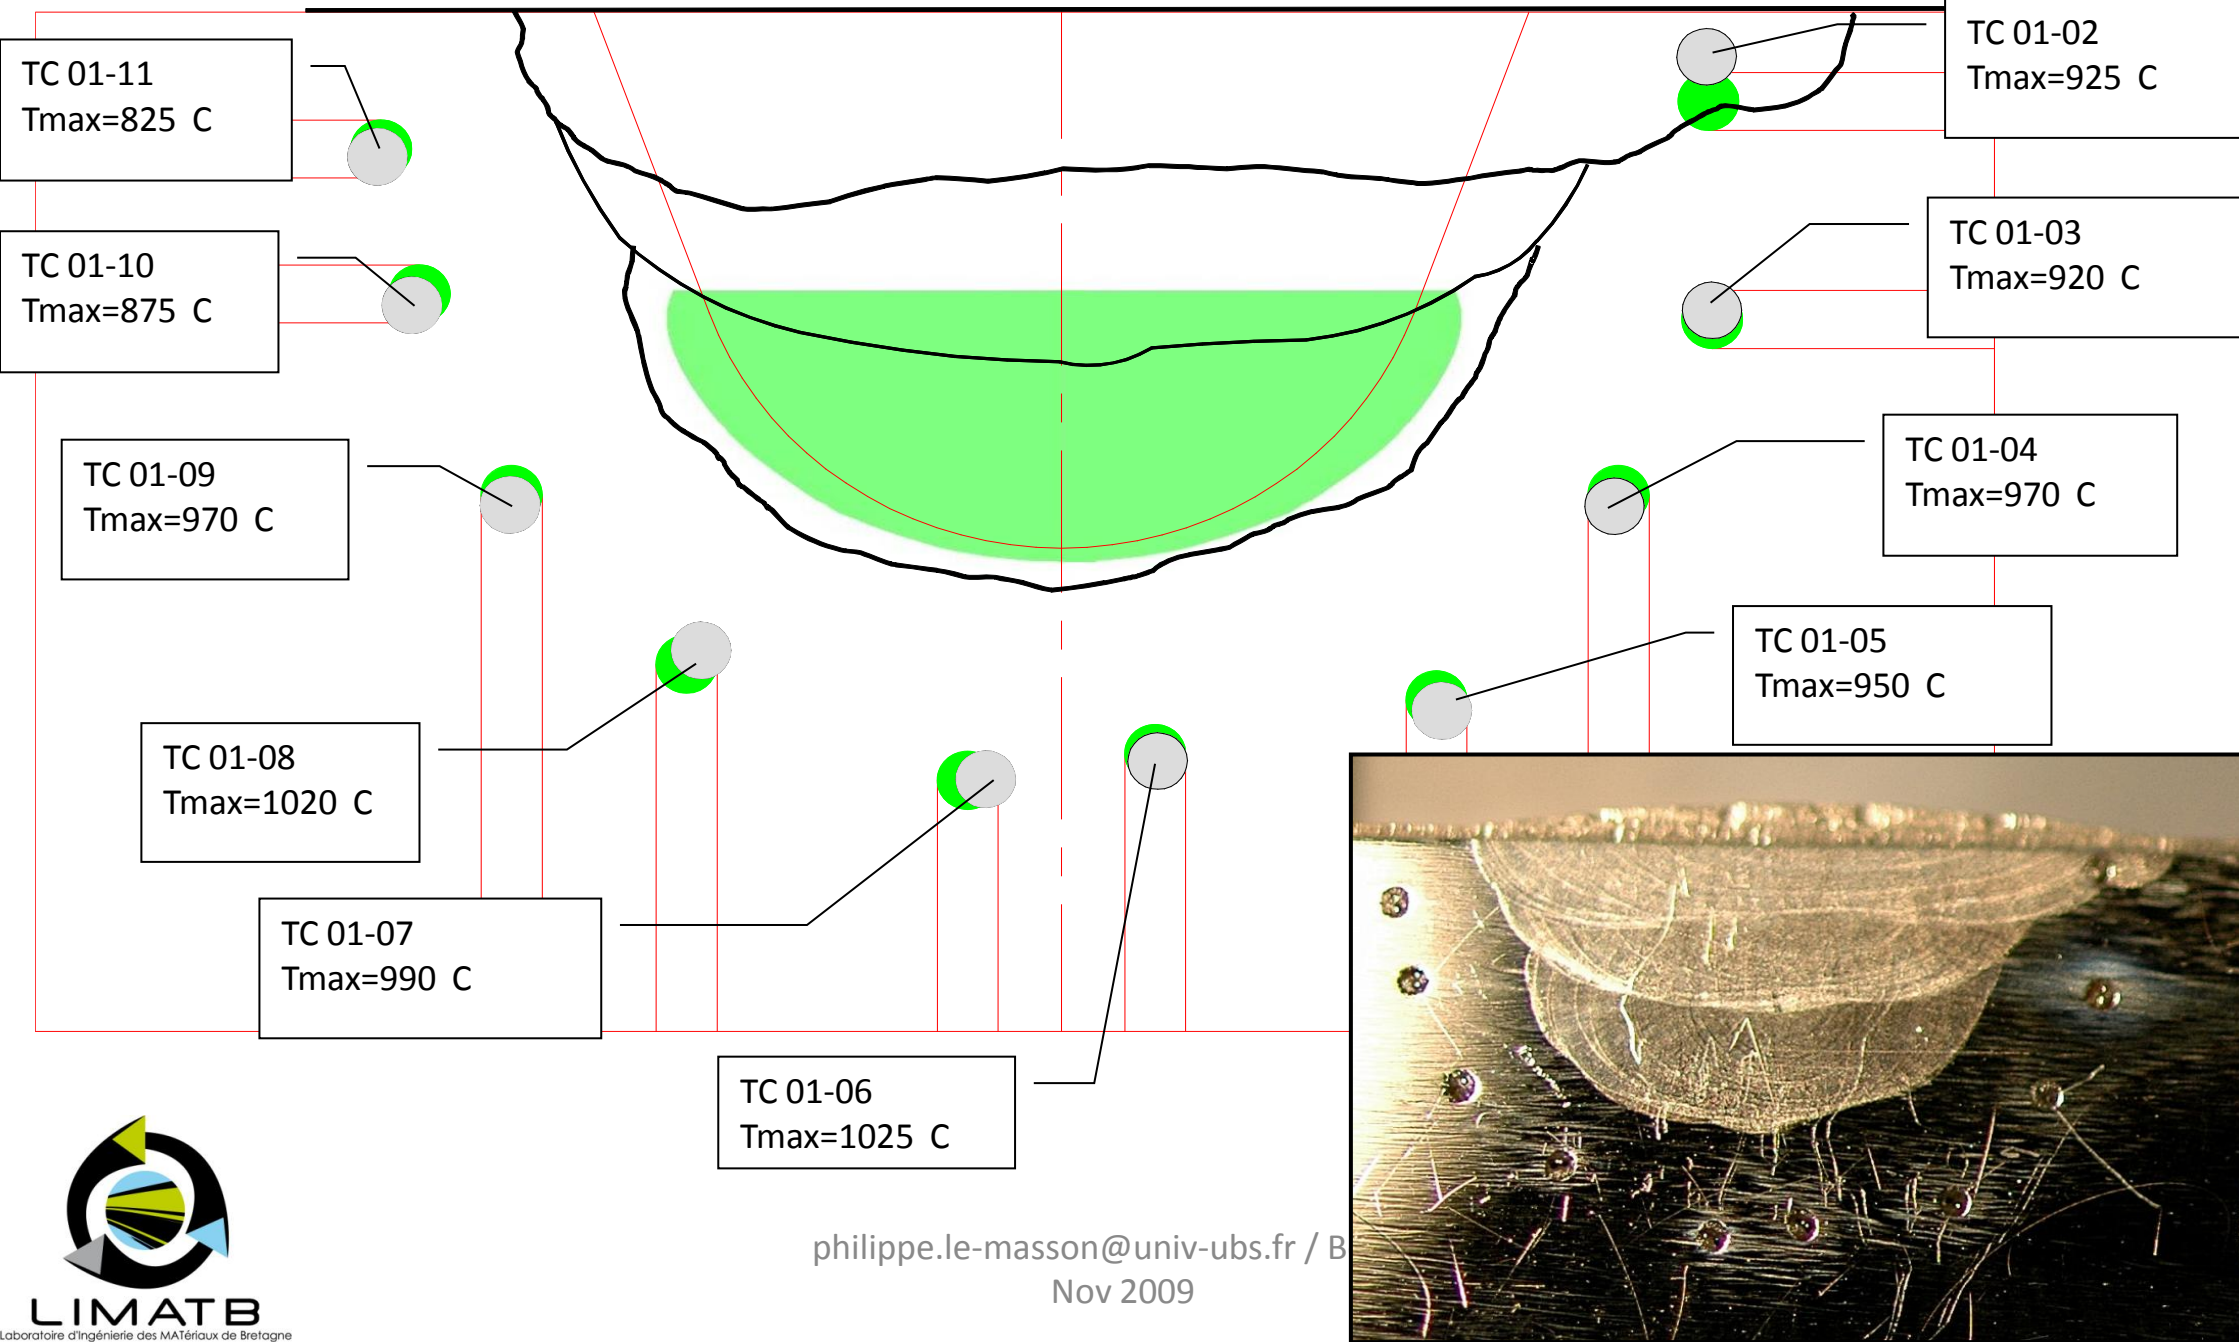 TC 01-11
Tmax=825 C
TC 01-02
Tmax=925 C
TC 01-10
Tmax=875 C
TC 01-03
Tmax=920 C
TC 01-09
Tmax=970 C
TC 01-04
Tmax=970 C
TC 01-05
Tmax=950 C
TC 01-08
Tmax=1020 C
TC 01-07
Tmax=990 C
TC 01-06
Tmax=1025 C
philippe.le-masson@univ-ubs.fr / B
Nov 2009
LIMATB
Laboratoire d'Ingénierie des MATériaux de Bretagne